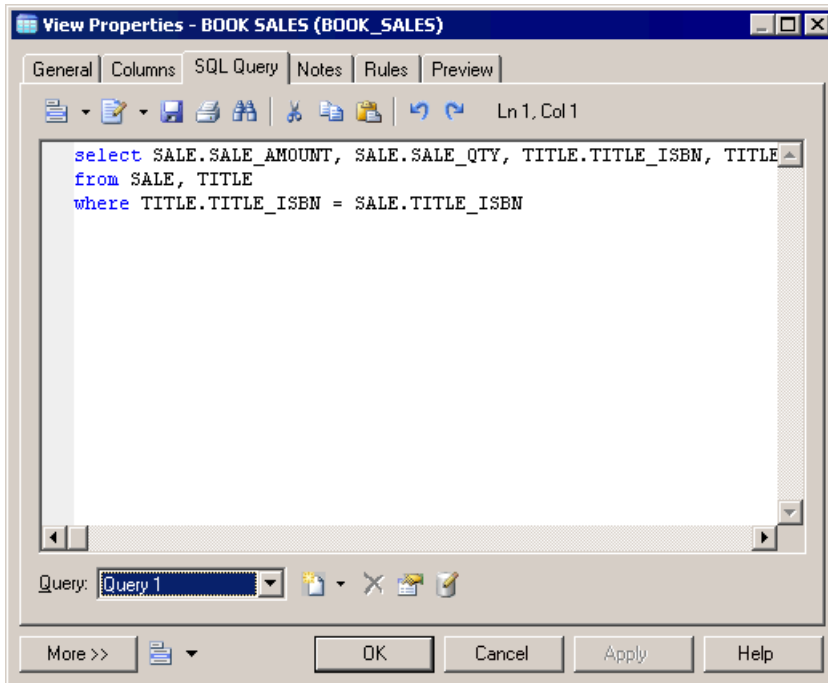 View Properties - BOOK SALES (BOOK_SALES)
General Columns SQL Query Notes Rules Preview
Ln 1, Col 1
select SALE.SALE_AMOUNT, SALE.SALE_QTY, TITLE.TITLE_ISBN, TITLE
from SALE, TITLE
where TITLE.TITLE_ISBN = SALE.TITLE_ISBN
Query: Query 1
More >> OK Cancel Apply Help